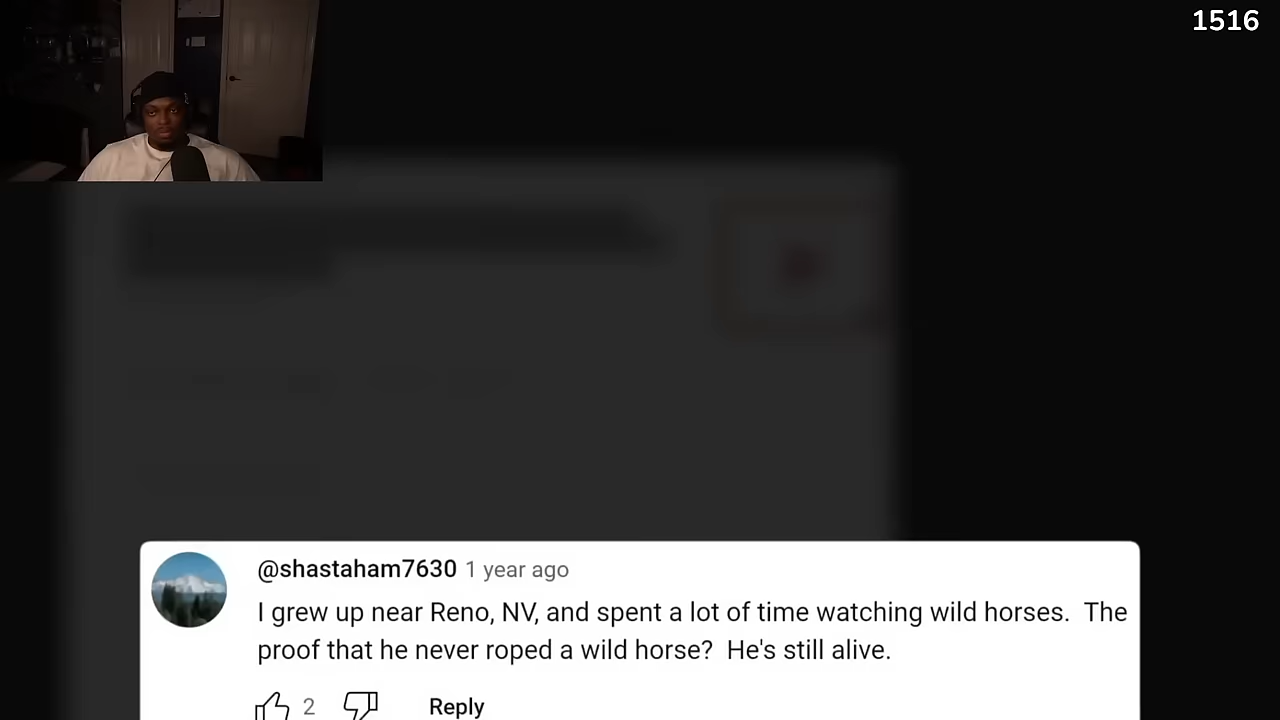 1516
@shastaham7630 1 year ago
I grew up near Reno, NV, and spent a lot of time watching wild horses.  The
proof that he never roped a wild horse?  He's still alive.
2
Reply